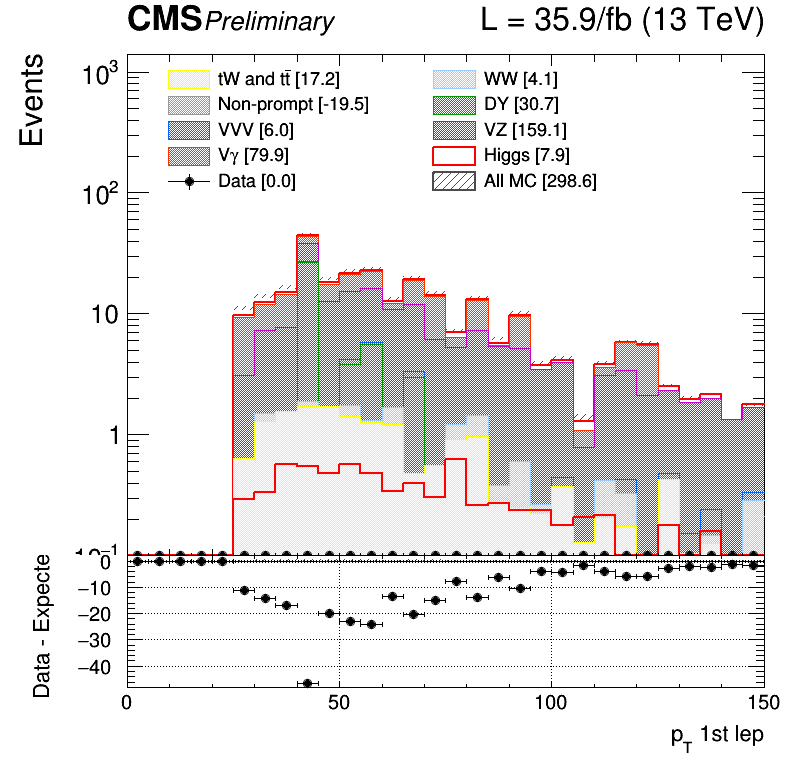 CMS Preliminary L = 35.9/fb (13 TeV)
Events
10³
10²
10
1
10⁻¹
tW and tt̄ [17.2]
WW [4.1]
Non-prompt [-19.5]
DY [30.7]
VVV [6.0]
VZ [159.1]
Vγ [79.9]
Higgs [7.9]
Data [0.0]
All MC [298.6]
Data - Expecte
0
−10
−20
−30
−40
0 50 100 150
p_T 1st lep